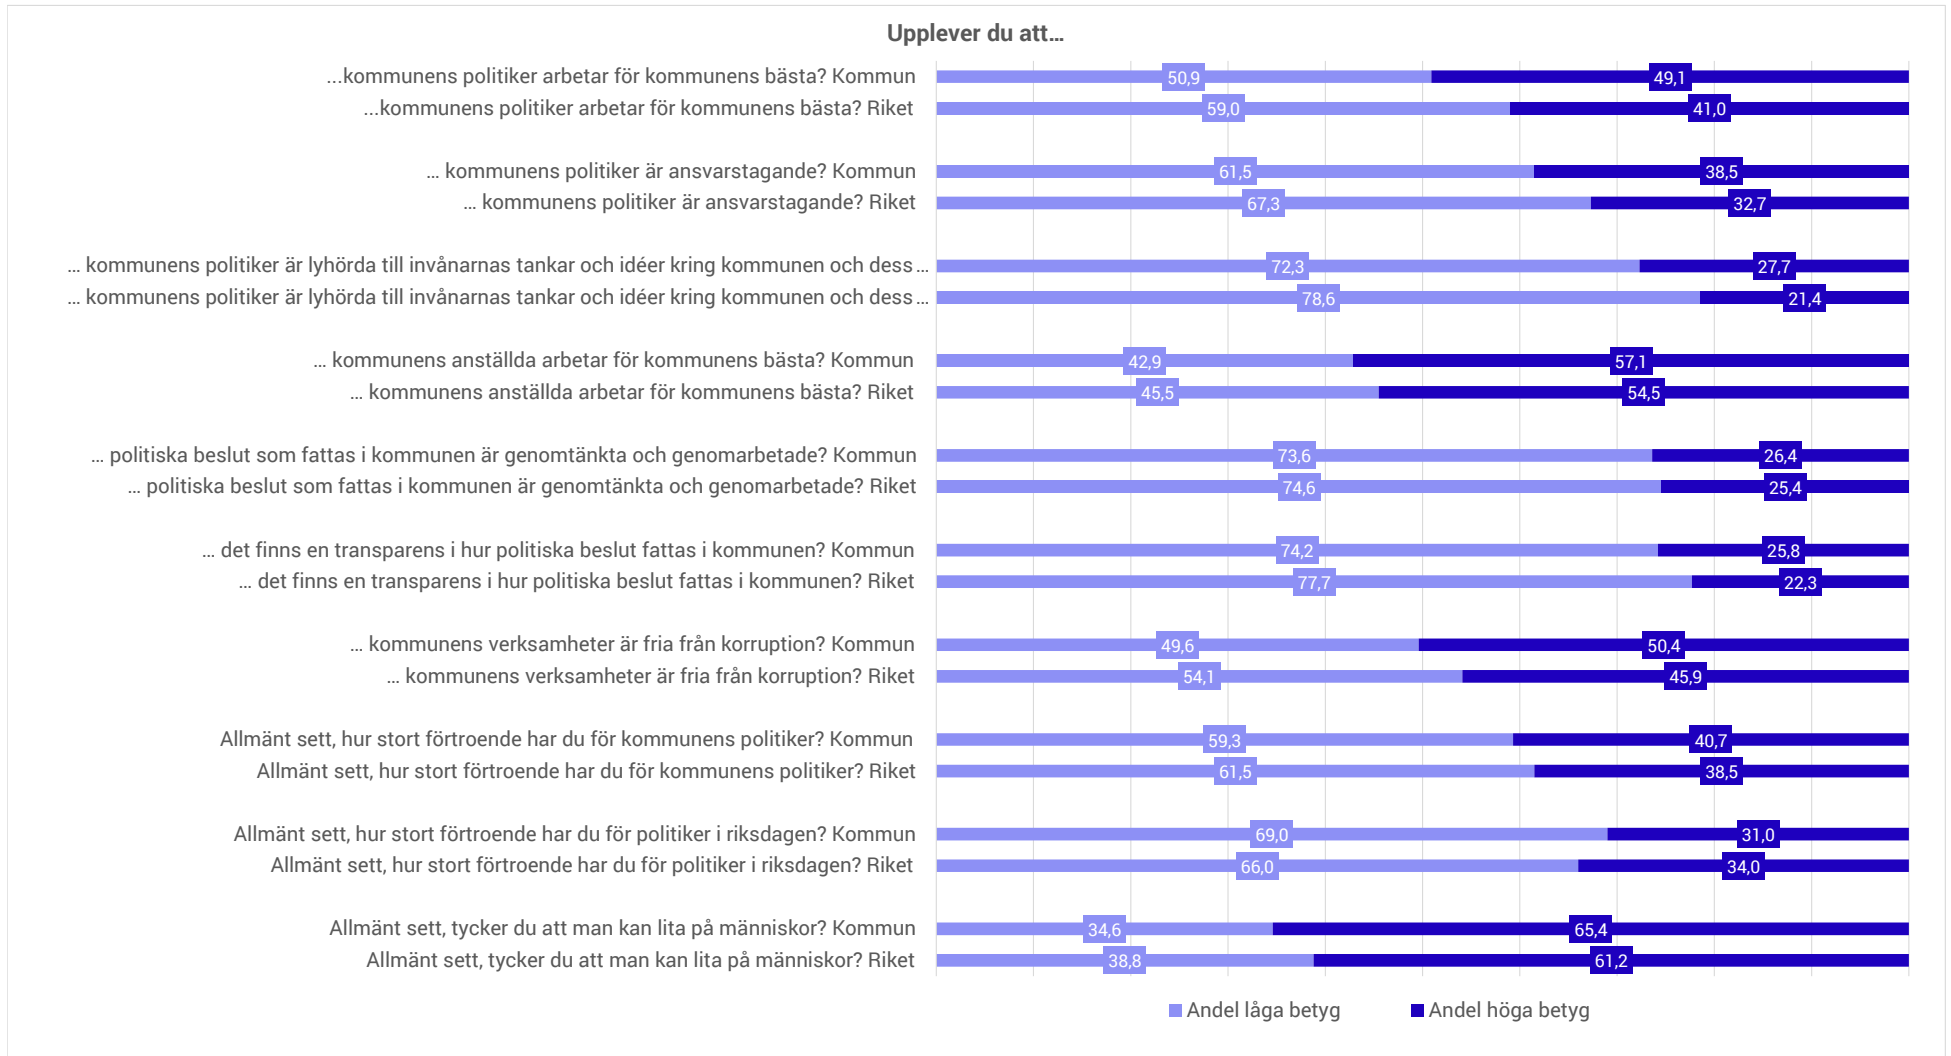 Upplever du att…
...kommunens politiker arbetar för kommunens bästa? Kommun 50,9 49,1
...kommunens politiker arbetar för kommunens bästa? Riket 59,0 41,0
… kommunens politiker är ansvarstagande? Kommun 61,5 38,5
… kommunens politiker är ansvarstagande? Riket 67,3 32,7
… kommunens politiker är lyhörda till invånarnas tankar och idéer kring kommunen och dess … 72,3 27,7
… kommunens politiker är lyhörda till invånarnas tankar och idéer kring kommunen och dess … 78,6 21,4
… kommunens anställda arbetar för kommunens bästa? Kommun 42,9 57,1
… kommunens anställda arbetar för kommunens bästa? Riket 45,5 54,5
… politiska beslut som fattas i kommunen är genomtänkta och genomarbetade? Kommun 73,6 26,4
… politiska beslut som fattas i kommunen är genomtänkta och genomarbetade? Riket 74,6 25,4
… det finns en transparens i hur politiska beslut fattas i kommunen? Kommun 74,2 25,8
… det finns en transparens i hur politiska beslut fattas i kommunen? Riket 77,7 22,3
… kommunens verksamheter är fria från korruption? Kommun 49,6 50,4
… kommunens verksamheter är fria från korruption? Riket 54,1 45,9
Allmänt sett, hur stort förtroende har du för kommunens politiker? Kommun 59,3 40,7
Allmänt sett, hur stort förtroende har du för kommunens politiker? Riket 61,5 38,5
Allmänt sett, hur stort förtroende har du för politiker i riksdagen? Kommun 69,0 31,0
Allmänt sett, hur stort förtroende har du för politiker i riksdagen? Riket 66,0 34,0
Allmänt sett, tycker du att man kan lita på människor? Kommun 34,6 65,4
Allmänt sett, tycker du att man kan lita på människor? Riket 38,8 61,2
Andel låga betyg Andel höga betyg